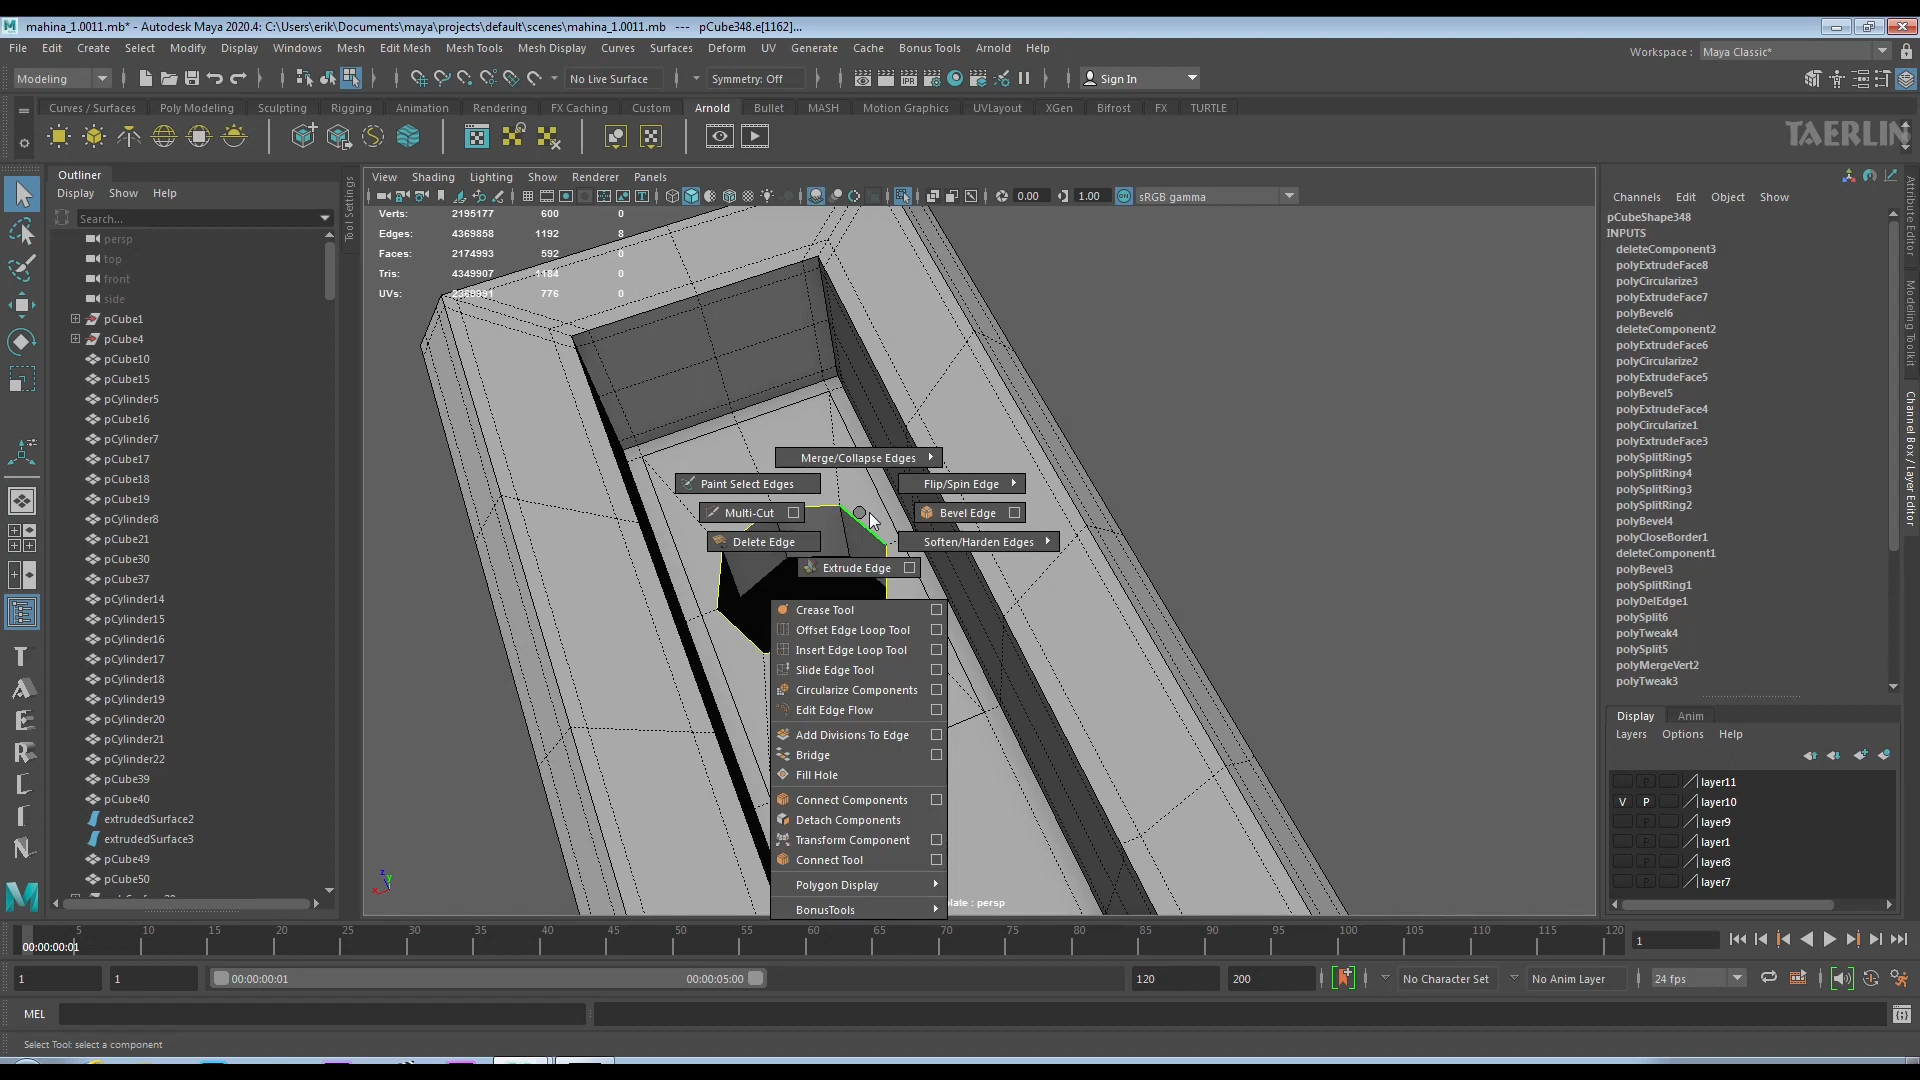 mahina_1.0011.mb* - Autodesk Maya 2020.4: C:\Users\erik\Documents\maya\projects\default\scenes\mahina_1.0011.mb --- pCube348.e[1162]...
File Edit Create Select Modify Display Windows Mesh Edit Mesh Mesh Tools Mesh Display Curves Surfaces Deform UV Generate Cache Bonus Tools Arnold Help
Workspace : Maya Classic*
Modeling No Live Surface Symmetry: Off Sign In
Curves / Surfaces Poly Modeling Sculpting Rigging Animation Rendering FX Caching Custom Arnold Bullet MASH Motion Graphics UVLayout XGen Bifrost FX TURTLE
IPR
TAERLIN
Outliner
Display Show Help
Search...
persp
top
front
side
pCube1
pCube4
pCube10
pCube15
pCylinder5
pCube16
pCylinder7
pCube17
pCube18
pCube19
pCylinder8
pCube21
pCube30
pCube37
pCylinder14
pCylinder15
pCylinder16
pCylinder17
pCylinder18
pCylinder19
pCylinder20
pCylinder21
pCylinder22
pCube39
pCube40
extrudedSurface2
extrudedSurface3
pCube49
pCube50
Tool Settings
View Shading Lighting Show Renderer Panels
0.00 1.00 sRGB gamma
Verts: 2195177 600 0
Edges: 4369858 1192 8
Faces: 2174993 592 0
Tris: 4349907 1184 0
UVs: 2369991 776 0
Merge/Collapse Edges
Paint Select Edges Flip/Spin Edge
Multi-Cut Bevel Edge
Delete Edge Soften/Harden Edges
Extrude Edge
Crease Tool
Offset Edge Loop Tool
Insert Edge Loop Tool
Slide Edge Tool
Circularize Components
Edit Edge Flow
Add Divisions To Edge
Bridge
Fill Hole
Connect Components
Detach Components
Transform Component
Connect Tool
Polygon Display
BonusTools
plate : persp
Channels Edit Object Show
pCubeShape348
INPUTS
deleteComponent3
polyExtrudeFace8
polyCircularize3
polyExtrudeFace7
polyBevel6
deleteComponent2
polyExtrudeFace6
polyCircularize2
polyExtrudeFace5
polyBevel5
polyExtrudeFace4
polyCircularize1
polyExtrudeFace3
polySplitRing5
polySplitRing4
polySplitRing3
polySplitRing2
polyBevel4
polyCloseBorder1
deleteComponent1
polyBevel3
polySplitRing1
polyDelEdge1
polySplit6
polyTweak4
polySplit5
polyMergeVert2
polyTweak3
Attribute Editor
Modeling Toolkit
Channel Box / Layer Editor
Display Anim
Layers Options Help
P layer11
V P layer10
P layer9
P layer1
P layer8
P layer7
5 10 15 20 25 30 35 40 45 50 55 60 65 70 75 80 85 90 95 100 105 110 115 120
00:00:00:01
1
1 1 00:00:00:01 00:00:05:00 120 200 No Character Set No Anim Layer 24 fps
MEL
Select Tool: select a component